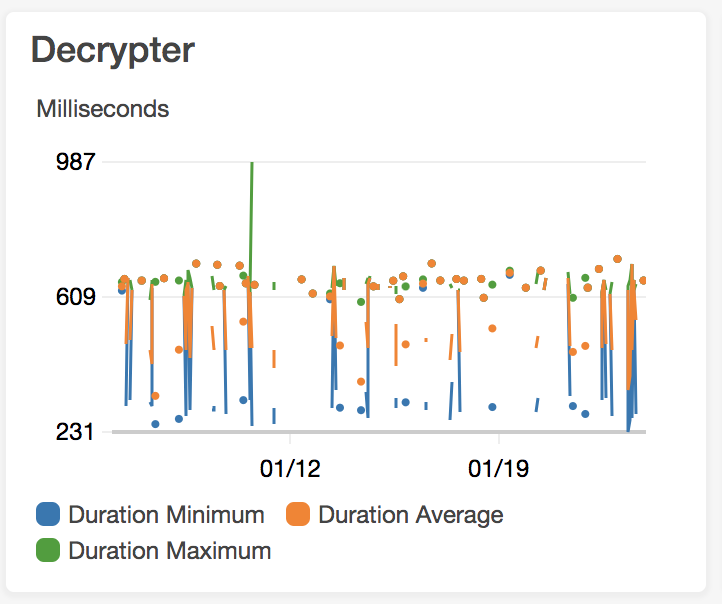 Decrypter
Milliseconds
987
609
231
01/12 01/19
Duration Minimum Duration Average
Duration Maximum